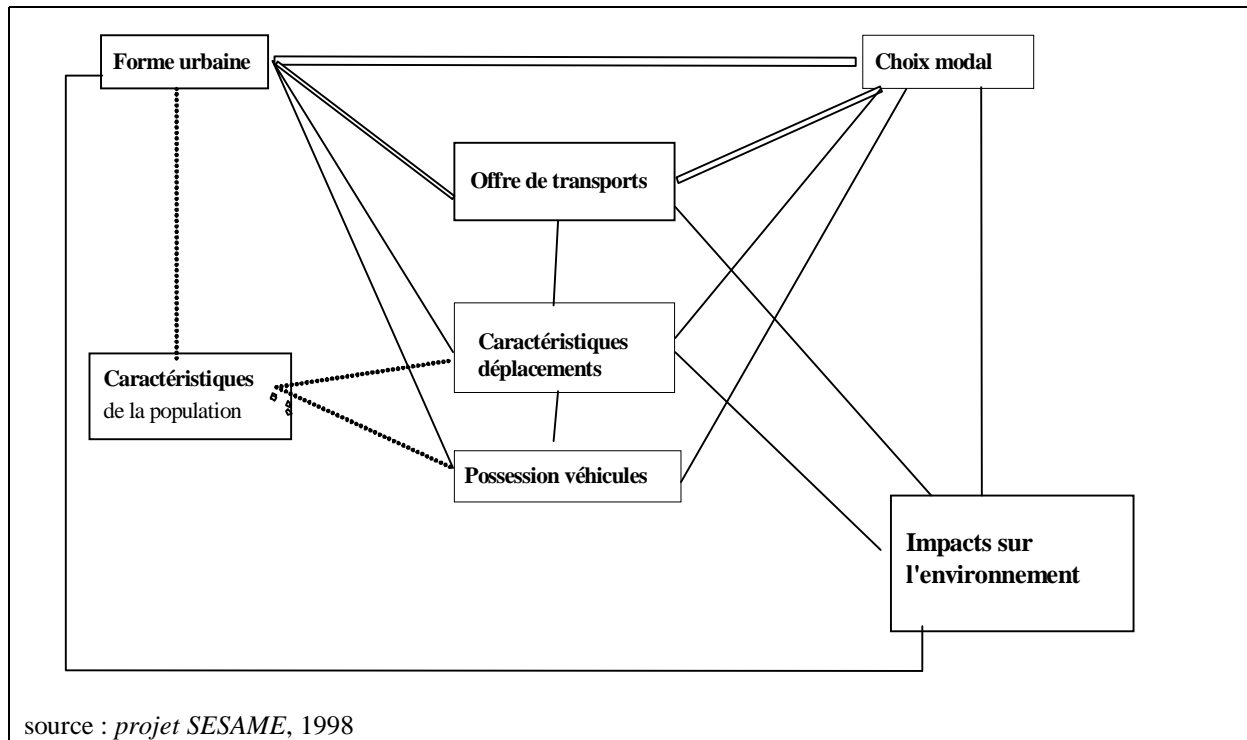 Forme urbaine
Choix modal
Offre de transports
Caractéristiques
déplacements
Caractéristiques
de la population
Possession véhicules
Impacts sur
l'environnement
source : projet SESAME, 1998